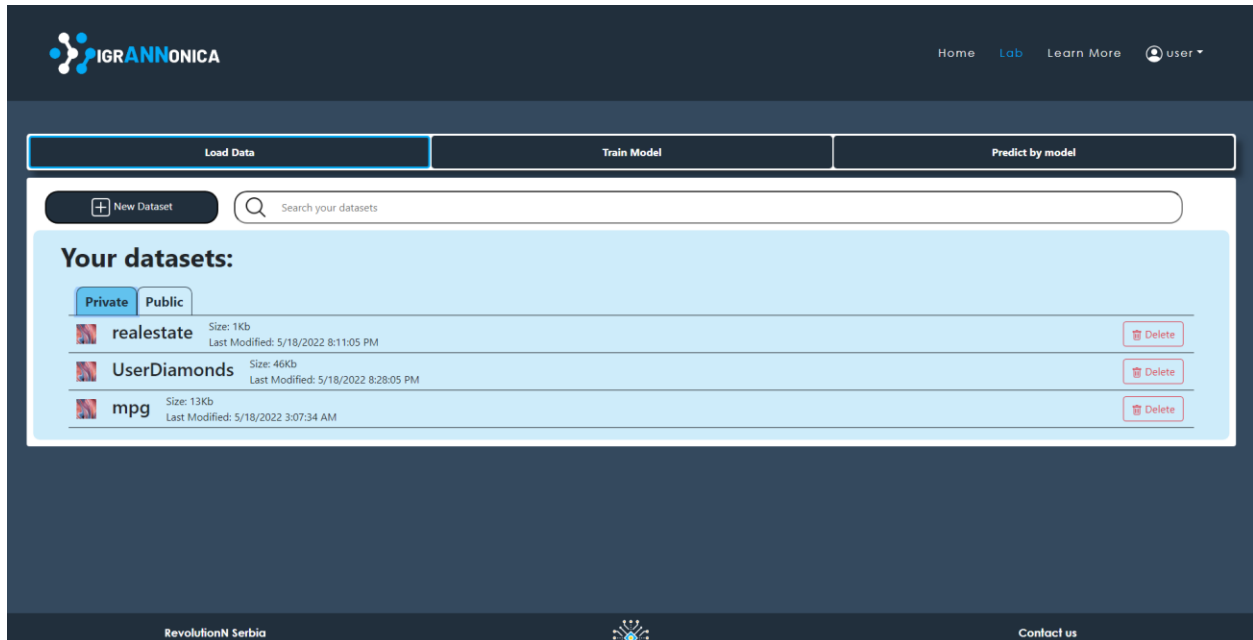 IGRANNONICA
Home Lab Learn More user
Load Data Train Model Predict by model
New Dataset Search your datasets
Your datasets:
Private Public
realestate Size: 1Kb
Last Modified: 5/18/2022 8:11:05 PM
Delete
UserDiamonds Size: 46Kb
Last Modified: 5/18/2022 8:28:05 PM
Delete
mpg Size: 13Kb
Last Modified: 5/18/2022 3:07:34 AM
Delete
RevolutionN Serbia Contact us